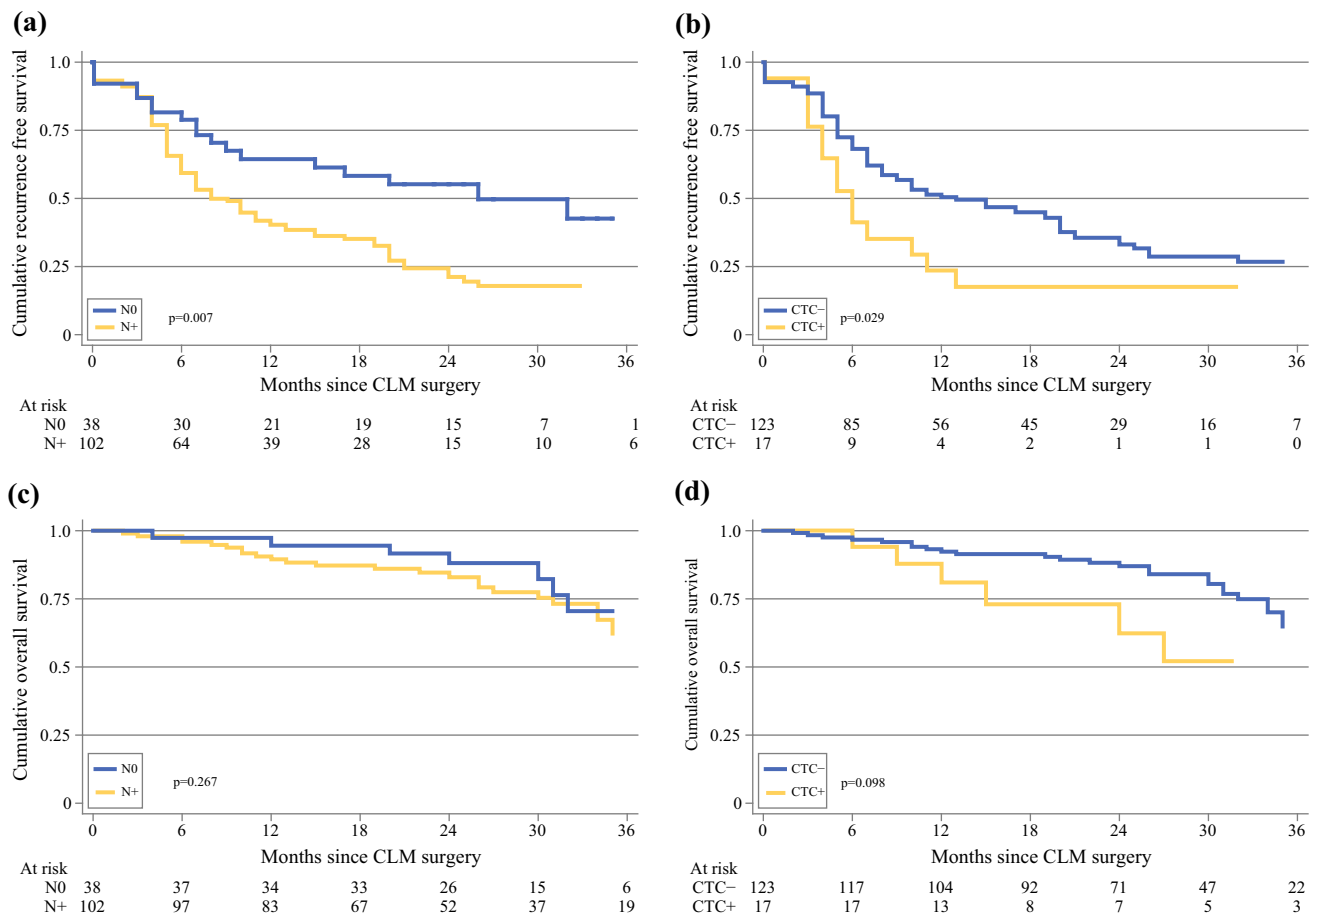 (a)
Cumulative recurrence free survival
1.0
0.75
0.5
0.25
0
N0
N+
p=0.007
0 6 12 18 24 30 36
Months since CLM surgery
At risk
N0 38 30 21 19 15 7 1
N+ 102 64 39 28 15 10 6
(b)
Cumulative recurrence free survival
1.0
0.75
0.5
0.25
0
CTC−
CTC+
p=0.029
0 6 12 18 24 30 36
Months since CLM surgery
At risk
CTC− 123 85 56 45 29 16 7
CTC+ 17 9 4 2 1 1 0
(c)
Cumulative overall survival
1.0
0.75
0.5
0.25
0
N0
N+
p=0.267
0 6 12 18 24 30 36
Months since CLM surgery
At risk
N0 38 37 34 33 26 15 6
N+ 102 97 83 67 52 37 19
(d)
Cumulative overall survival
1.0
0.75
0.5
0.25
0
CTC−
CTC+
p=0.098
0 6 12 18 24 30 36
Months since CLM surgery
At risk
CTC− 123 117 104 92 71 47 22
CTC+ 17 17 13 8 7 5 3